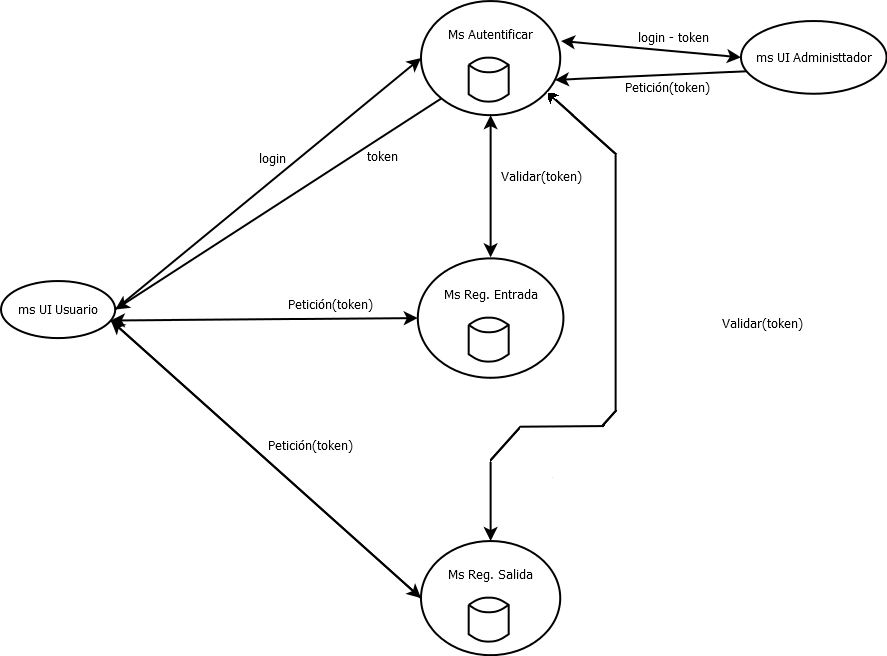 Ms Autentificar
login - token
ms UI Administtador
Petición(token)
login
token
Validar(token)
Ms Reg. Entrada
Petición(token)
ms UI Usuario
Validar(token)
Petición(token)
Ms Reg. Salida